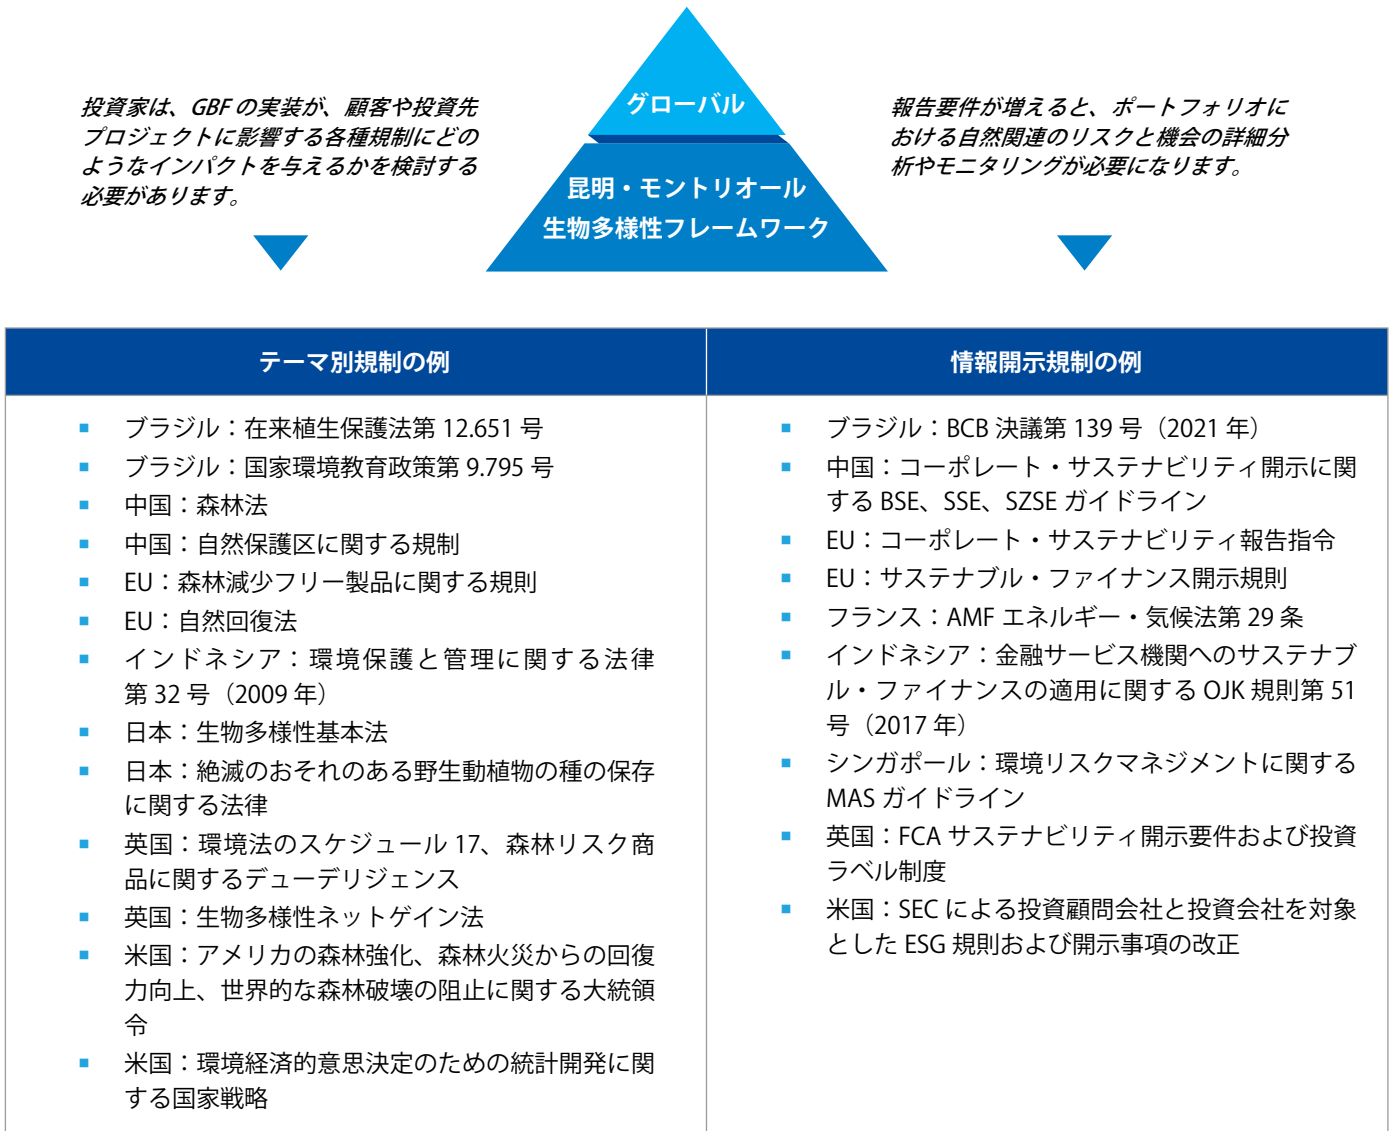 グローバル
昆明・モントリオール
生物多様性フレームワーク
投資家は、GBF の実装が、顧客や投資先
プロジェクトに影響する各種規制にどの
ようなインパクトを与えるかを検討する
必要があります。
報告要件が増えると、ポートフォリオに
おける自然関連のリスクと機会の詳細分
析やモニタリングが必要になります。
テーマ別規制の例
▪ ブラジル：在来植生保護法第 12.651 号
▪ ブラジル：国家環境教育政策第 9.795 号
▪ 中国：森林法
▪ 中国：自然保護区に関する規制
▪ EU：森林減少フリー製品に関する規則
▪ EU：自然回復法
▪ インドネシア：環境保護と管理に関する法律
第 32 号（2009 年）
▪ 日本：生物多様性基本法
▪ 日本：絶滅のおそれのある野生動植物の種の保存
に関する法律
▪ 英国：環境法のスケジュール 17、森林リスク商
品に関するデューデリジェンス
▪ 英国：生物多様性ネットゲイン法
▪ 米国：アメリカの森林強化、森林火災からの回復
力向上、世界的な森林破壊の阻止に関する大統領
令
▪ 米国：環境経済的意思決定のための統計開発に関
する国家戦略
情報開示規制の例
▪ ブラジル：BCB 決議第 139 号（2021 年）
▪ 中国：コーポレート・サステナビリティ開示に関
する BSE、SSE、SZSE ガイドライン
▪ EU：コーポレート・サステナビリティ報告指令
▪ EU：サステナブル・ファイナンス開示規則
▪ フランス：AMF エネルギー・気候法第 29 条
▪ インドネシア：金融サービス機関へのサステナブ
ル・ファイナンスの適用に関する OJK 規則第 51
号（2017 年）
▪ シンガポール：環境リスクマネジメントに関する
MAS ガイドライン
▪ 英国：FCA サステナビリティ開示要件および投資
ラベル制度
▪ 米国：SEC による投資顧問会社と投資会社を対象
とした ESG 規則および開示事項の改正